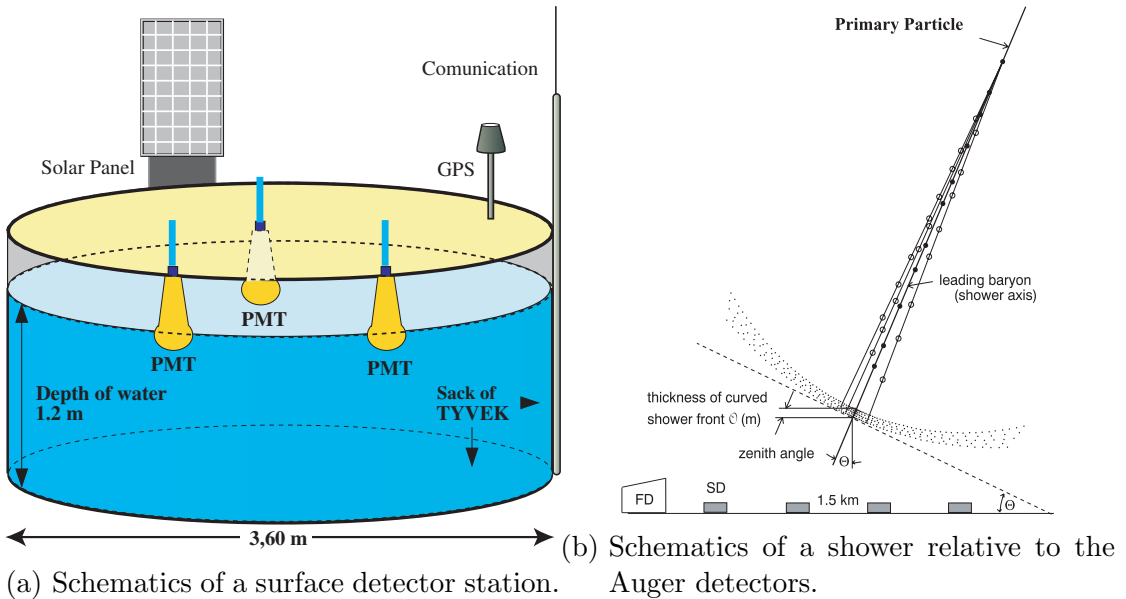 Solar Panel
Comunication
GPS
PMT
PMT
PMT
Depth of water
1.2 m
Sack of
TYVEK
3,60 m
(a) Schematics of a surface detector station.
Primary Particle
leading baryon
(shower axis)
thickness of curved
shower front O (m)
zenith angle
Θ
FD
SD
1.5 km
Θ
(b) Schematics of a shower relative to the
Auger detectors.